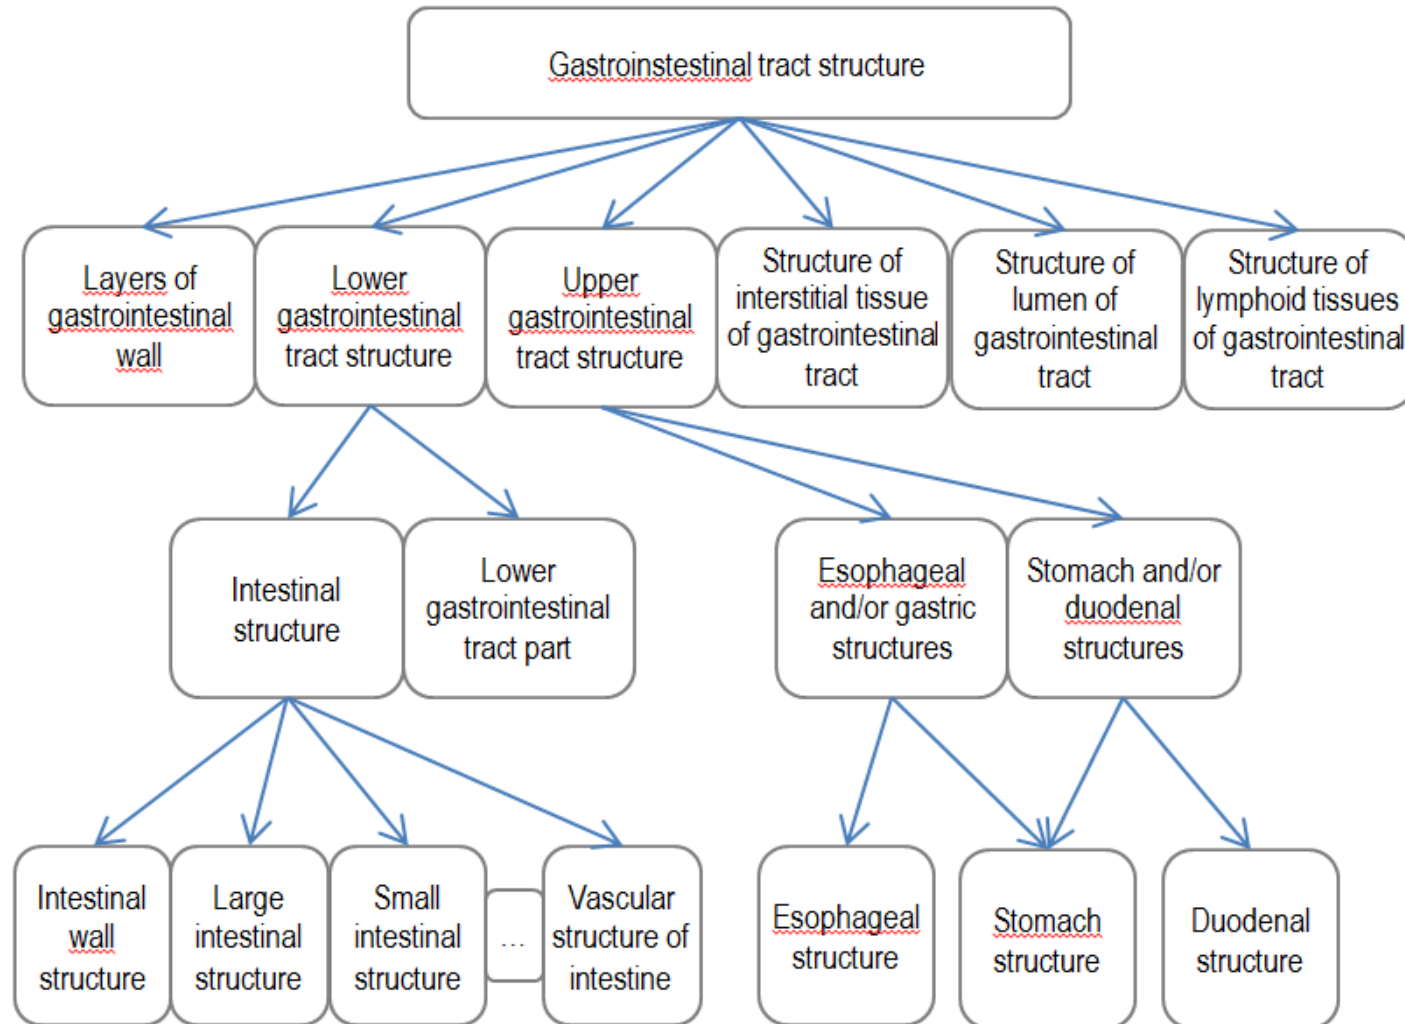 Gastroinstestinal tract structure
Layers of
gastrointestinal
wall
Lower
gastrointestinal
tract structure
Upper
gastrointestinal
tract structure
Structure of
interstitial tissue
of gastrointestinal
tract
Structure of
lumen of
gastrointestinal
tract
Structure of
lymphoid tissues
of gastrointestinal
tract
Intestinal
structure
Lower
gastrointestinal
tract part
Esophageal
and/or gastric
structures
Stomach and/or
duodenal
structures
Intestinal
wall
structure
Large
intestinal
structure
Small
intestinal
structure
...
Vascular
structure of
intestine
Esophageal
structure
Stomach
structure
Duodenal
structure